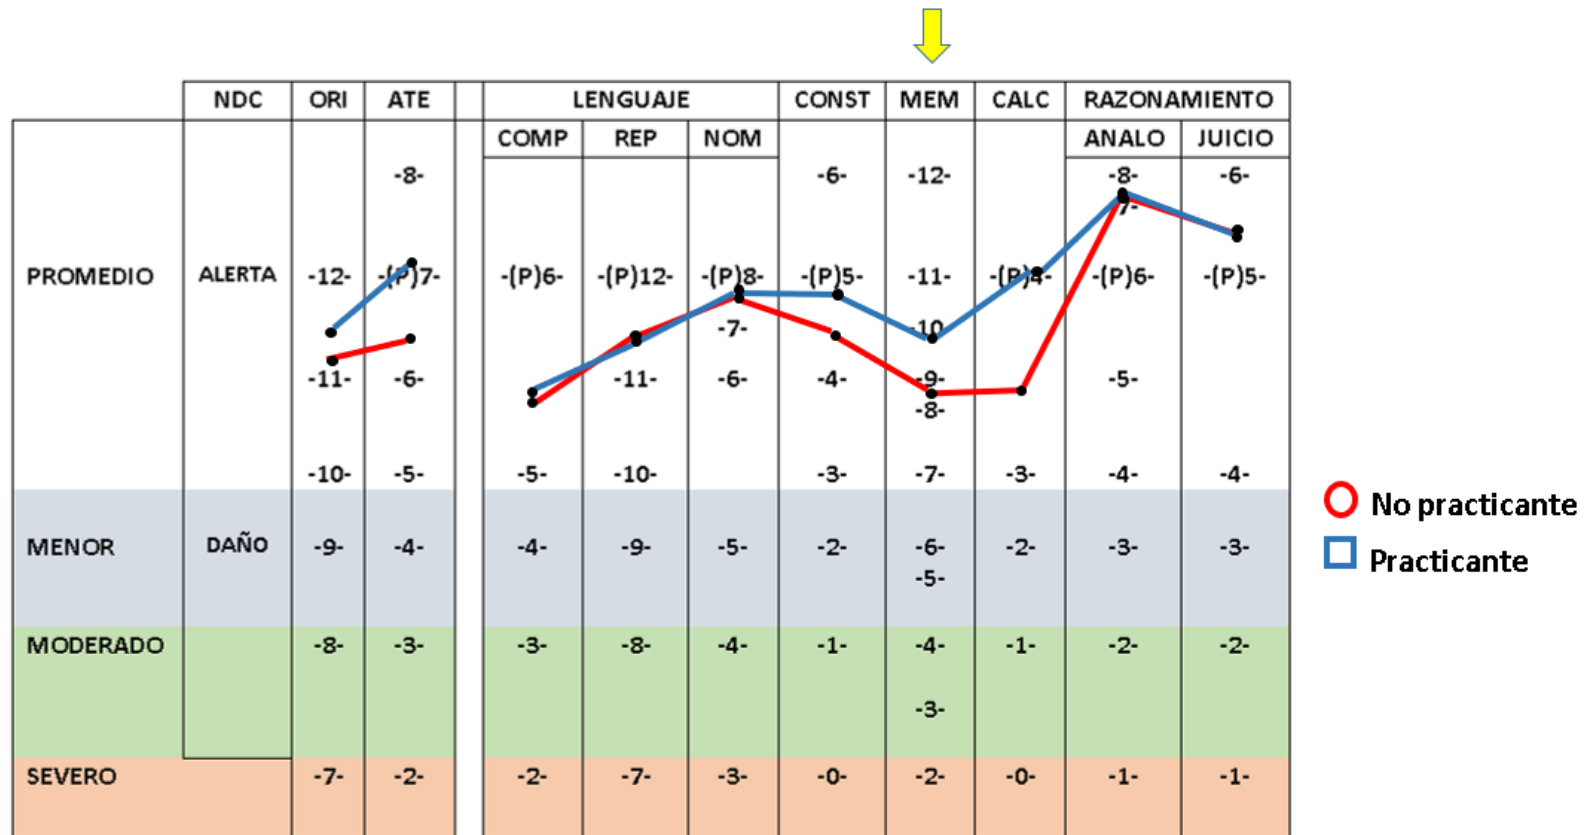 NDC ORI ATE LENGUAJE CONST MEM CALC RAZONAMIENTO
COMP REP NOM ANALO JUICIO
-8- -6- -12- -8- -6-
7-
PROMEDIO ALERTA -12- -(P)7- -(P)6- -(P)12- -(P)8- -(P)5- -11- -(P)4- -(P)6- -(P)5-
-7- -10
-11- -6- -11- -6- -4- -9- -5-
-8-
-10- -5- -5- -10- -3- -7- -3- -4- -4-
No practicante
MENOR DAÑO -9- -4- -4- -9- -5- -2- -6- -2- -3- -3-
Practicante
-5-
MODERADO -8- -3- -3- -8- -4- -1- -4- -1- -2- -2-
-3-
SEVERO -7- -2- -2- -7- -3- -0- -2- -0- -1- -1-